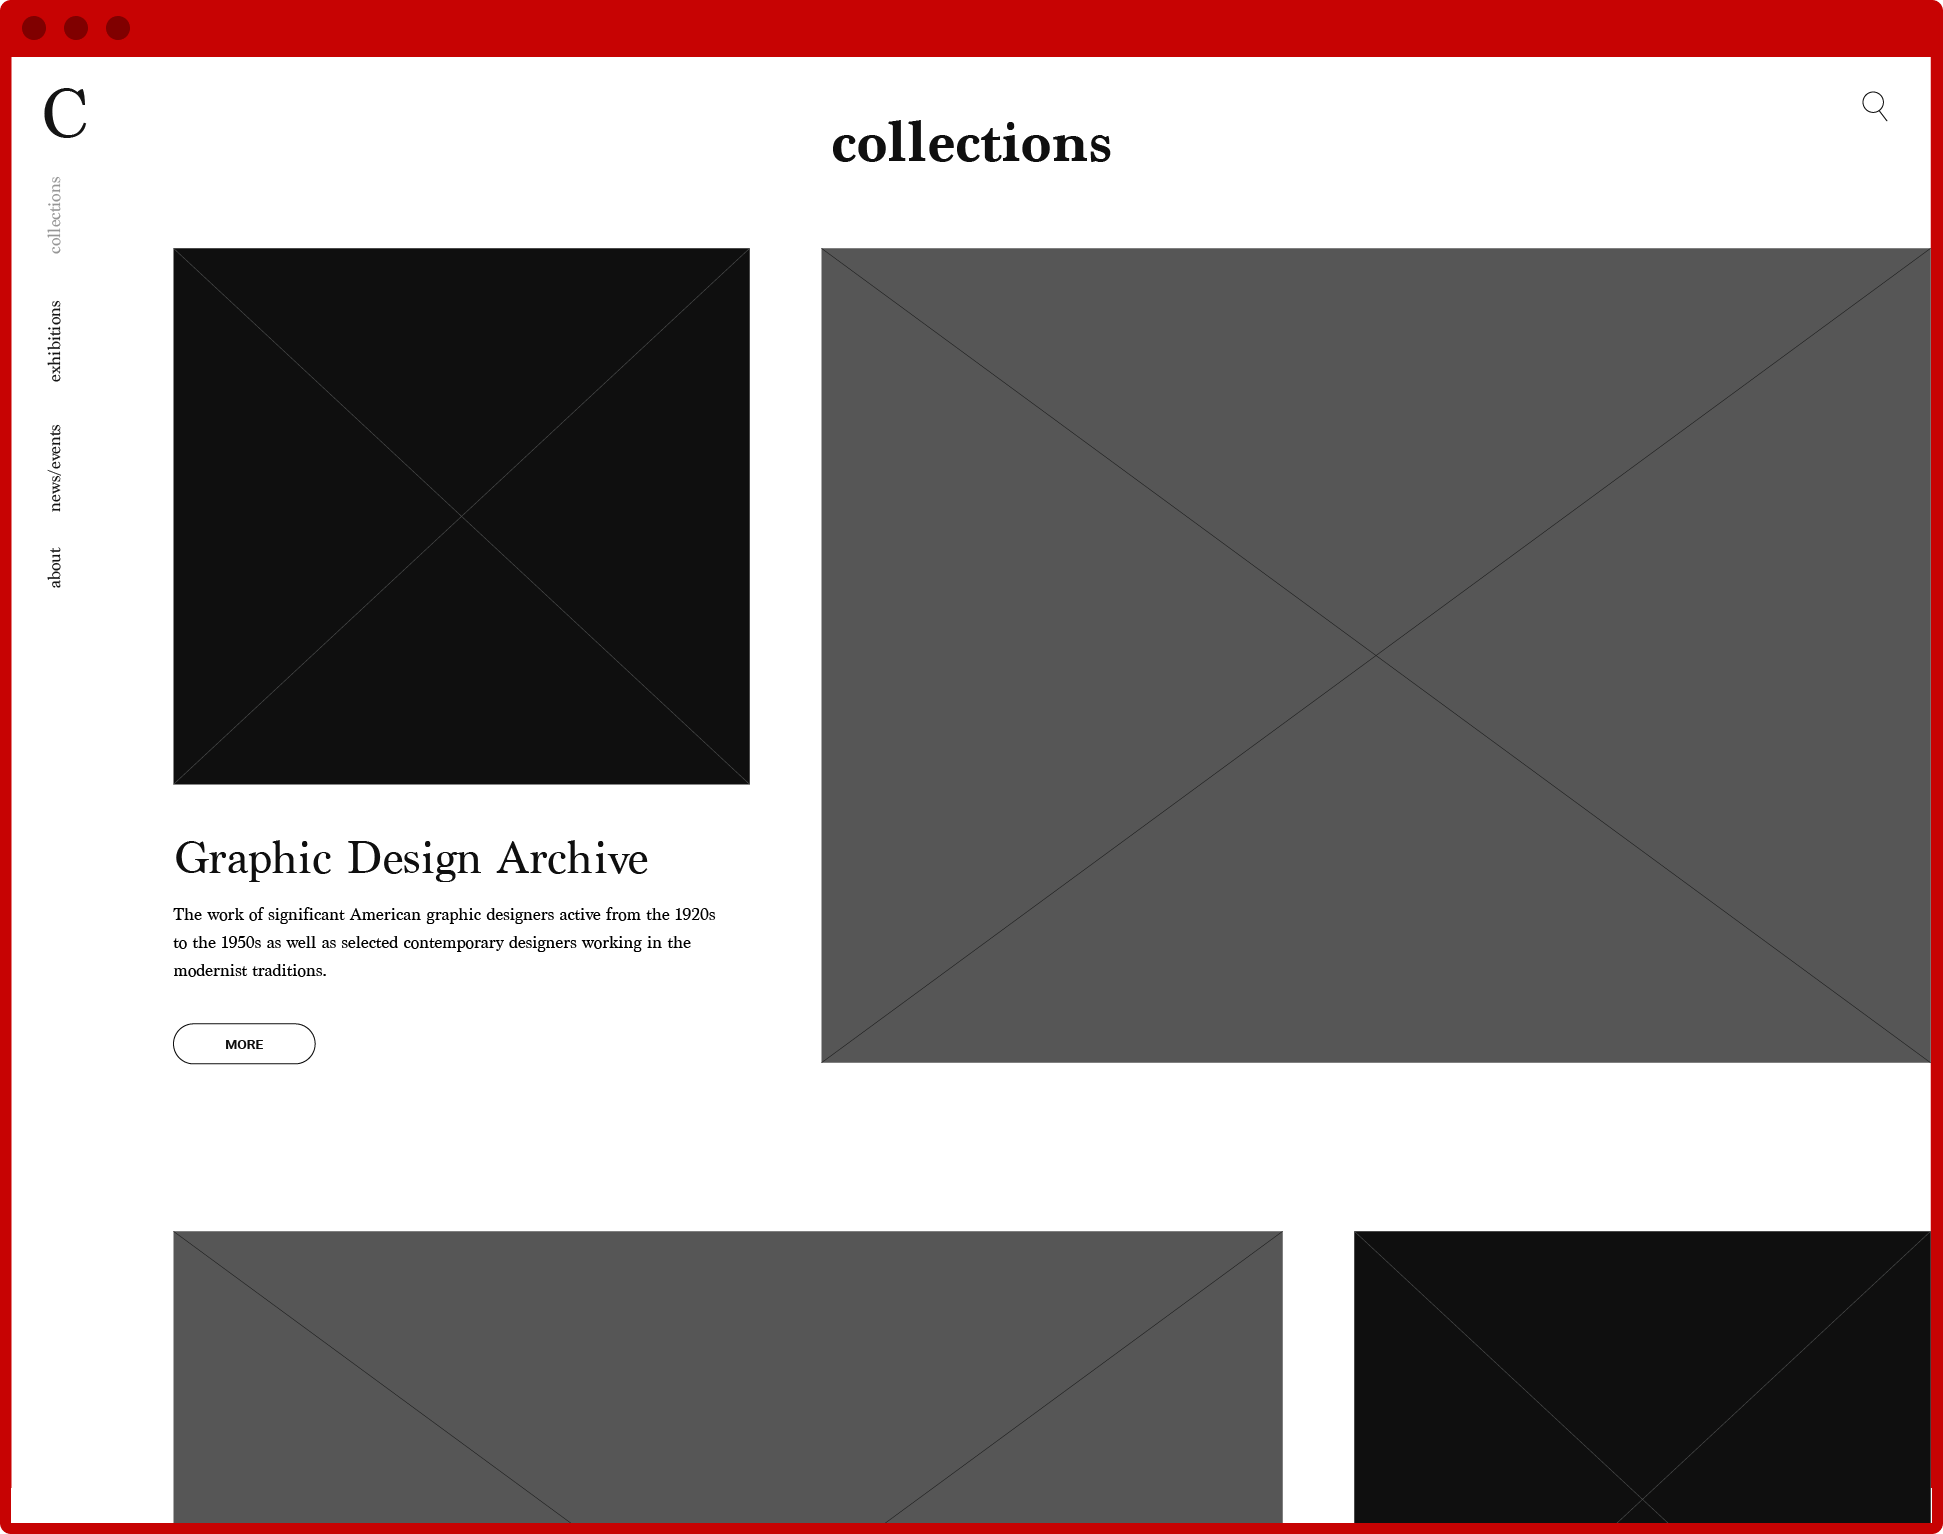 C
collections
collections
exhibitions
news/events
about
Graphic Design Archive
The work of significant American graphic designers active from the 1920s
to the 1950s as well as selected contemporary designers working in the
modernist traditions.
MORE